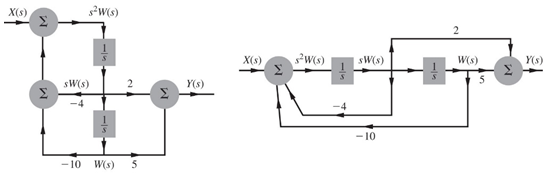 X(s)
Σ
s²W(s)
1/s
Σ
sW(s)
−4
2
Σ
Y(s)
1/s
−10
W(s)
5
2
X(s)
Σ
s²W(s)
1/s
sW(s)
1/s
W(s)
5
Σ
Y(s)
−4
−10